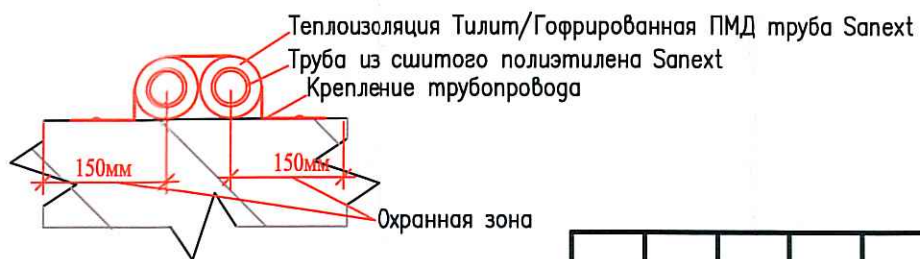 Теплоизоляция Тилит/Гофрированная ПМД труба Sanext
Труба из сшитого полиэтилена Sanext
Крепление трубопровода
150мм
150мм
Охранная зона